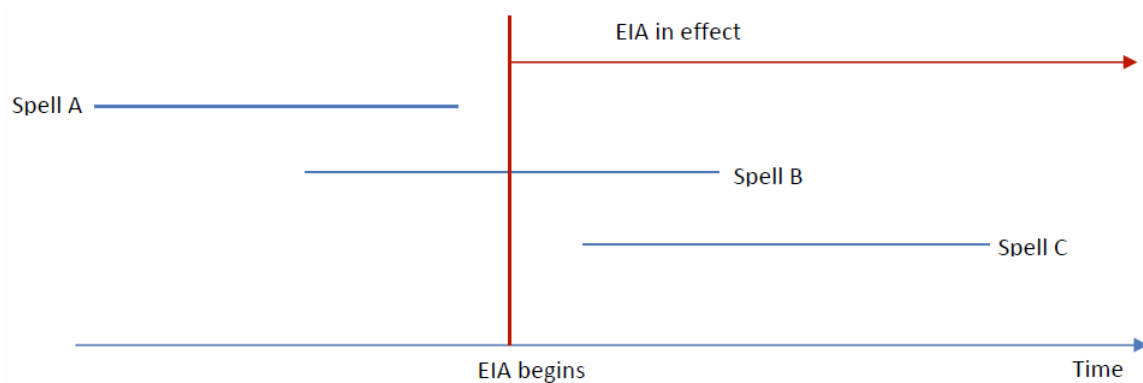 EIA in effect
Spell A
Spell B
Spell C
EIA begins
Time